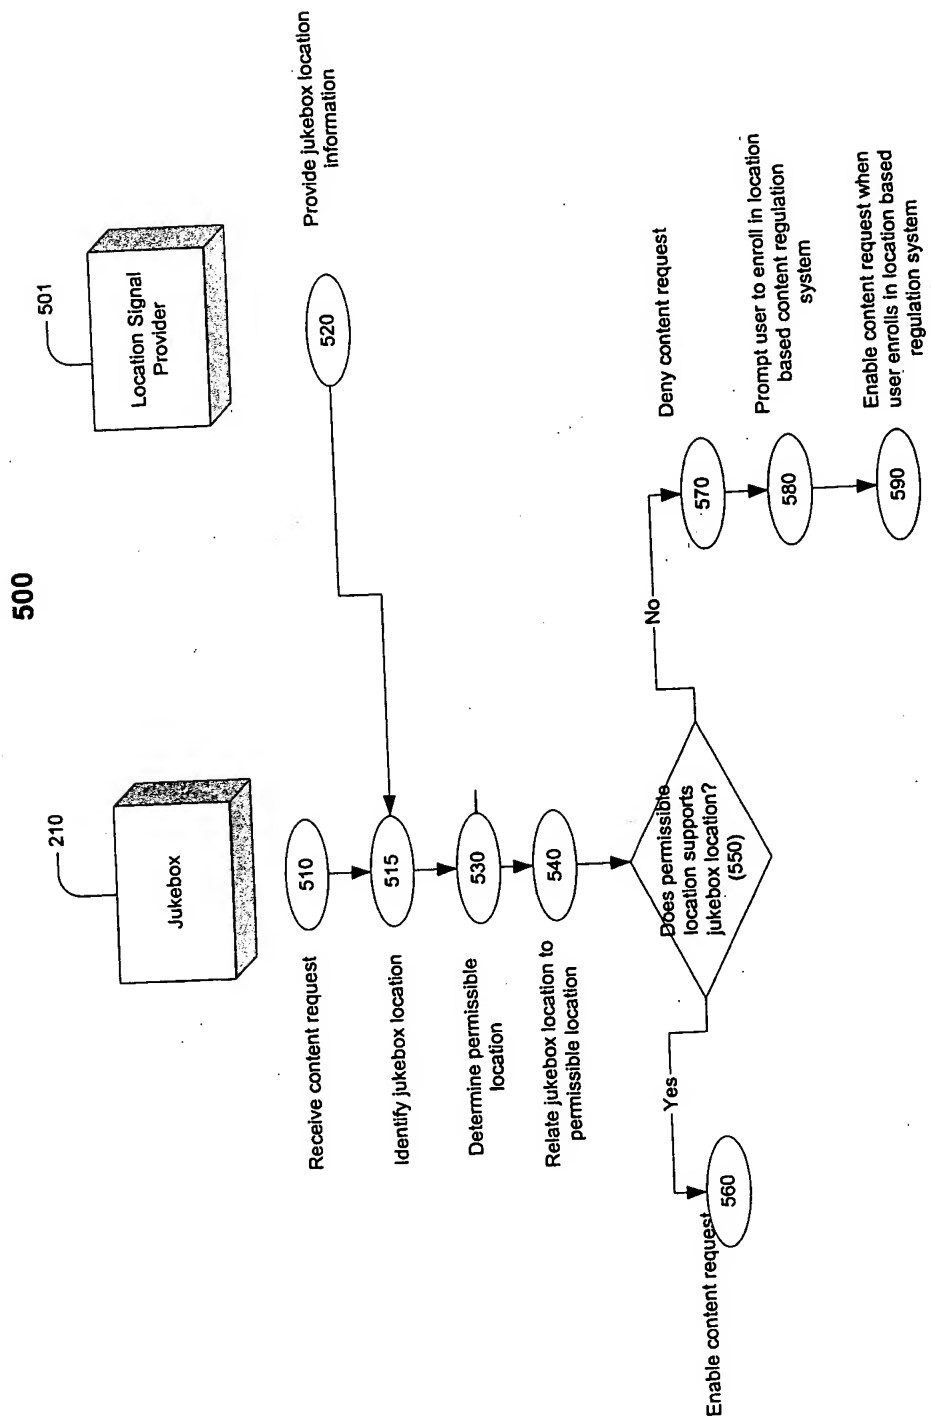 500
210
Jukebox
501
Location Signal
Provider
Receive content request
510
Provide jukebox location
information
520
Identify jukebox location
515
Determine permissible
location
530
Relate jukebox location to
permissible location
540
Does permissible
location supports
jukebox location?
(550)
Yes
No
Enable content request
560
570
Deny content request
580
Prompt user to enroll in location
based content regulation
system
590
Enable content request when
user enrolls in location based
regulation system